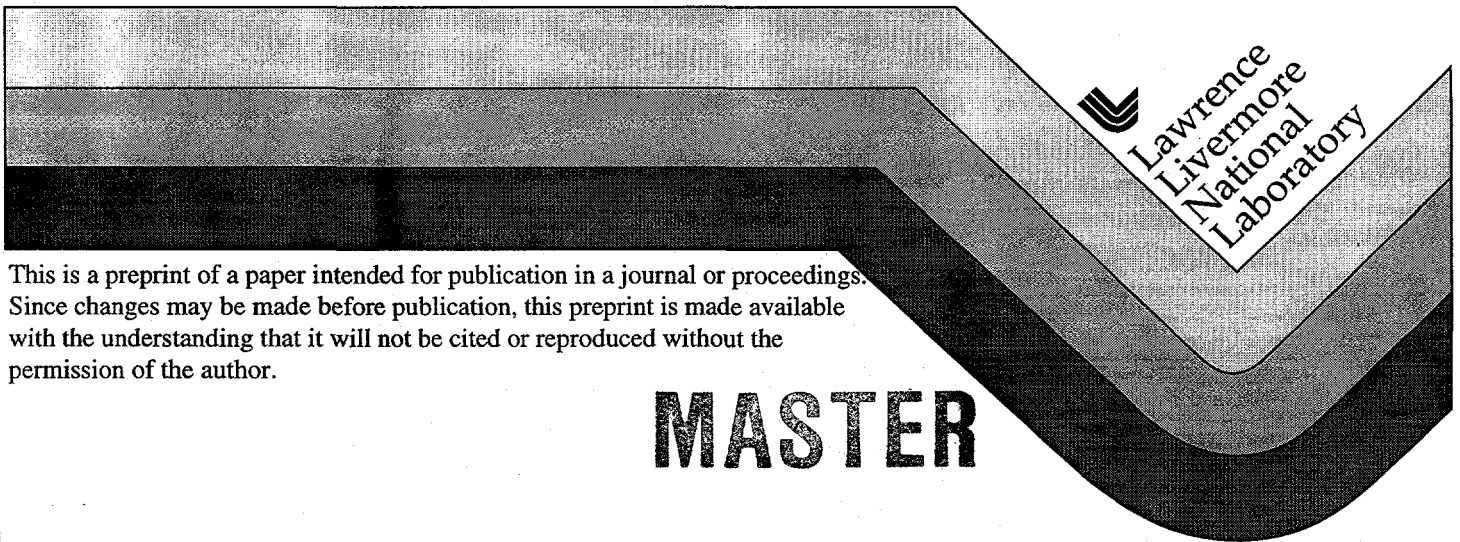 Lawrence
Livermore
National
Laboratory
This is a preprint of a paper intended for publication in a journal or proceedings.
Since changes may be made before publication, this preprint is made available
with the understanding that it will not be cited or reproduced without the
permission of the author.
MASTER